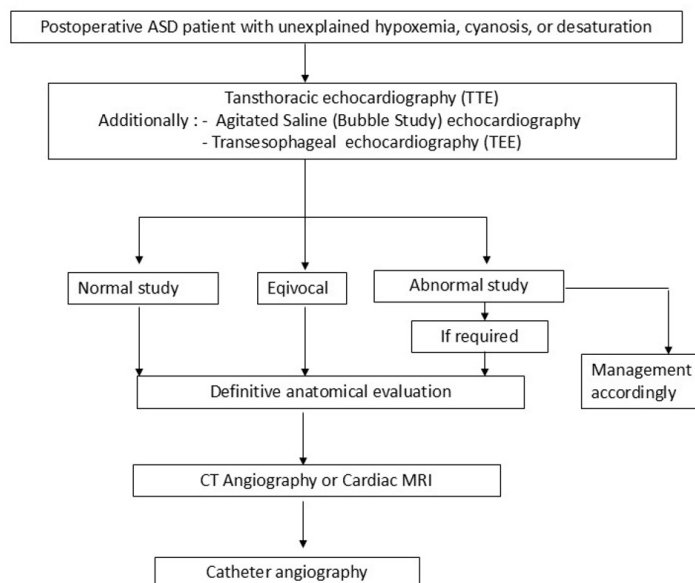 Postoperative ASD patient with unexplained hypoxemia, cyanosis, or desaturation
Tansthoracic echocardiography (TTE)
Additionally : - Agitated Saline (Bubble Study) echocardiography
- Transesophageal echocardiography (TEE)
Normal study
Eqivocal
Abnormal study
If required
Management
accordingly
Definitive anatomical evaluation
CT Angiography or Cardiac MRI
Catheter angiography